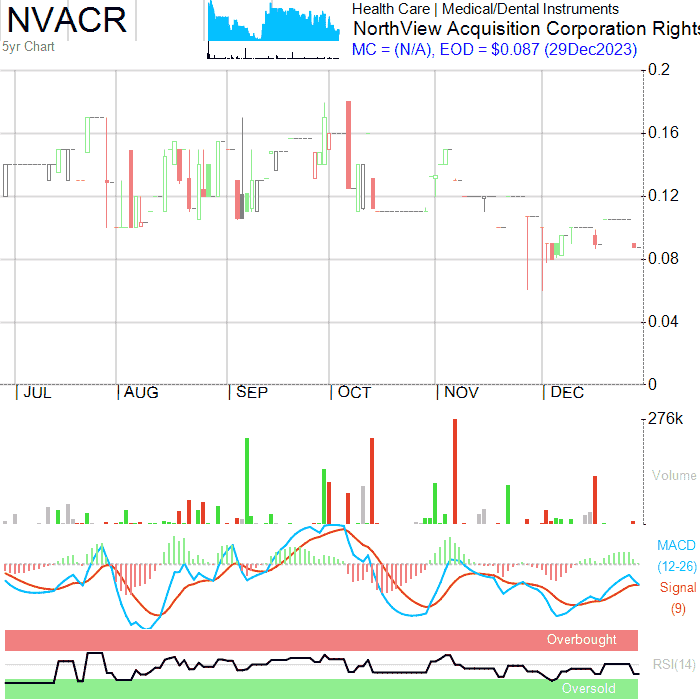 NVACR
5yr Chart
Health Care | Medical/Dental Instruments
NorthView Acquisition Corporation Rights
MC = (N/A), EOD = $0.087 (29Dec2023)
0.2
0.16
0.12
0.08
0.04
0
JUL AUG SEP OCT NOV DEC
276k
Volume
MACD
(12-26)
Signal
(9)
Overbought
RSI(14)
Oversold